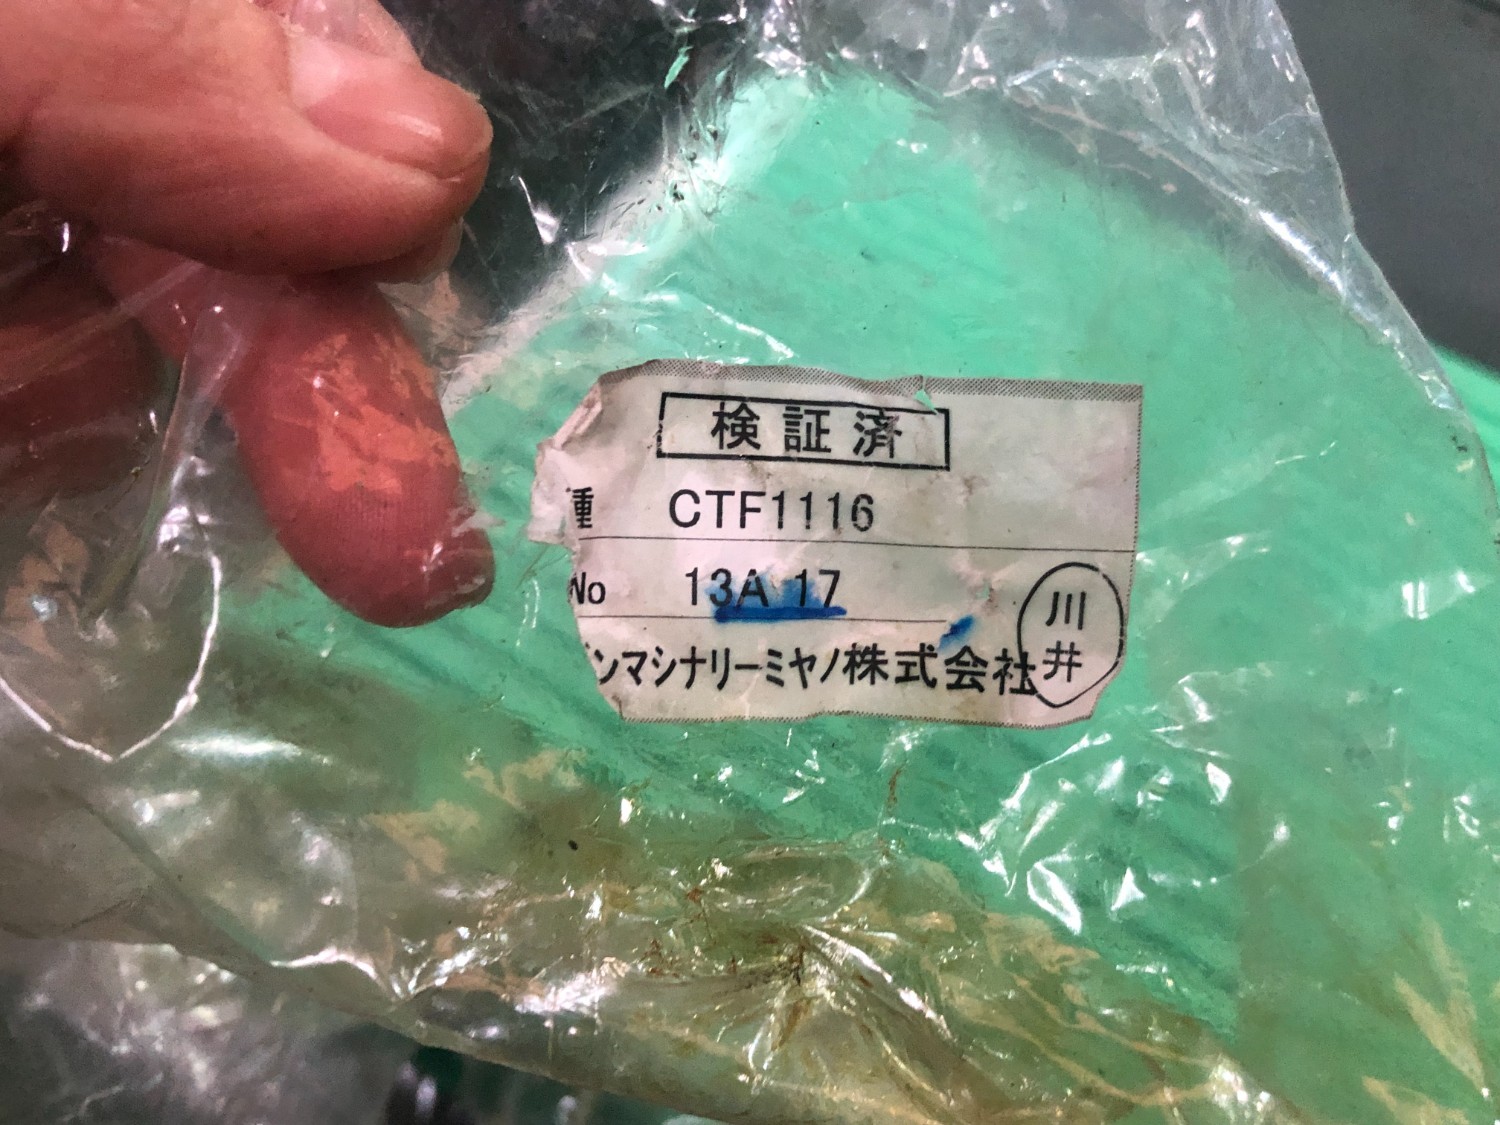 検証済
種 CTF1116
No 13A 17
ンマシナリーミヤノ株式会社
川井